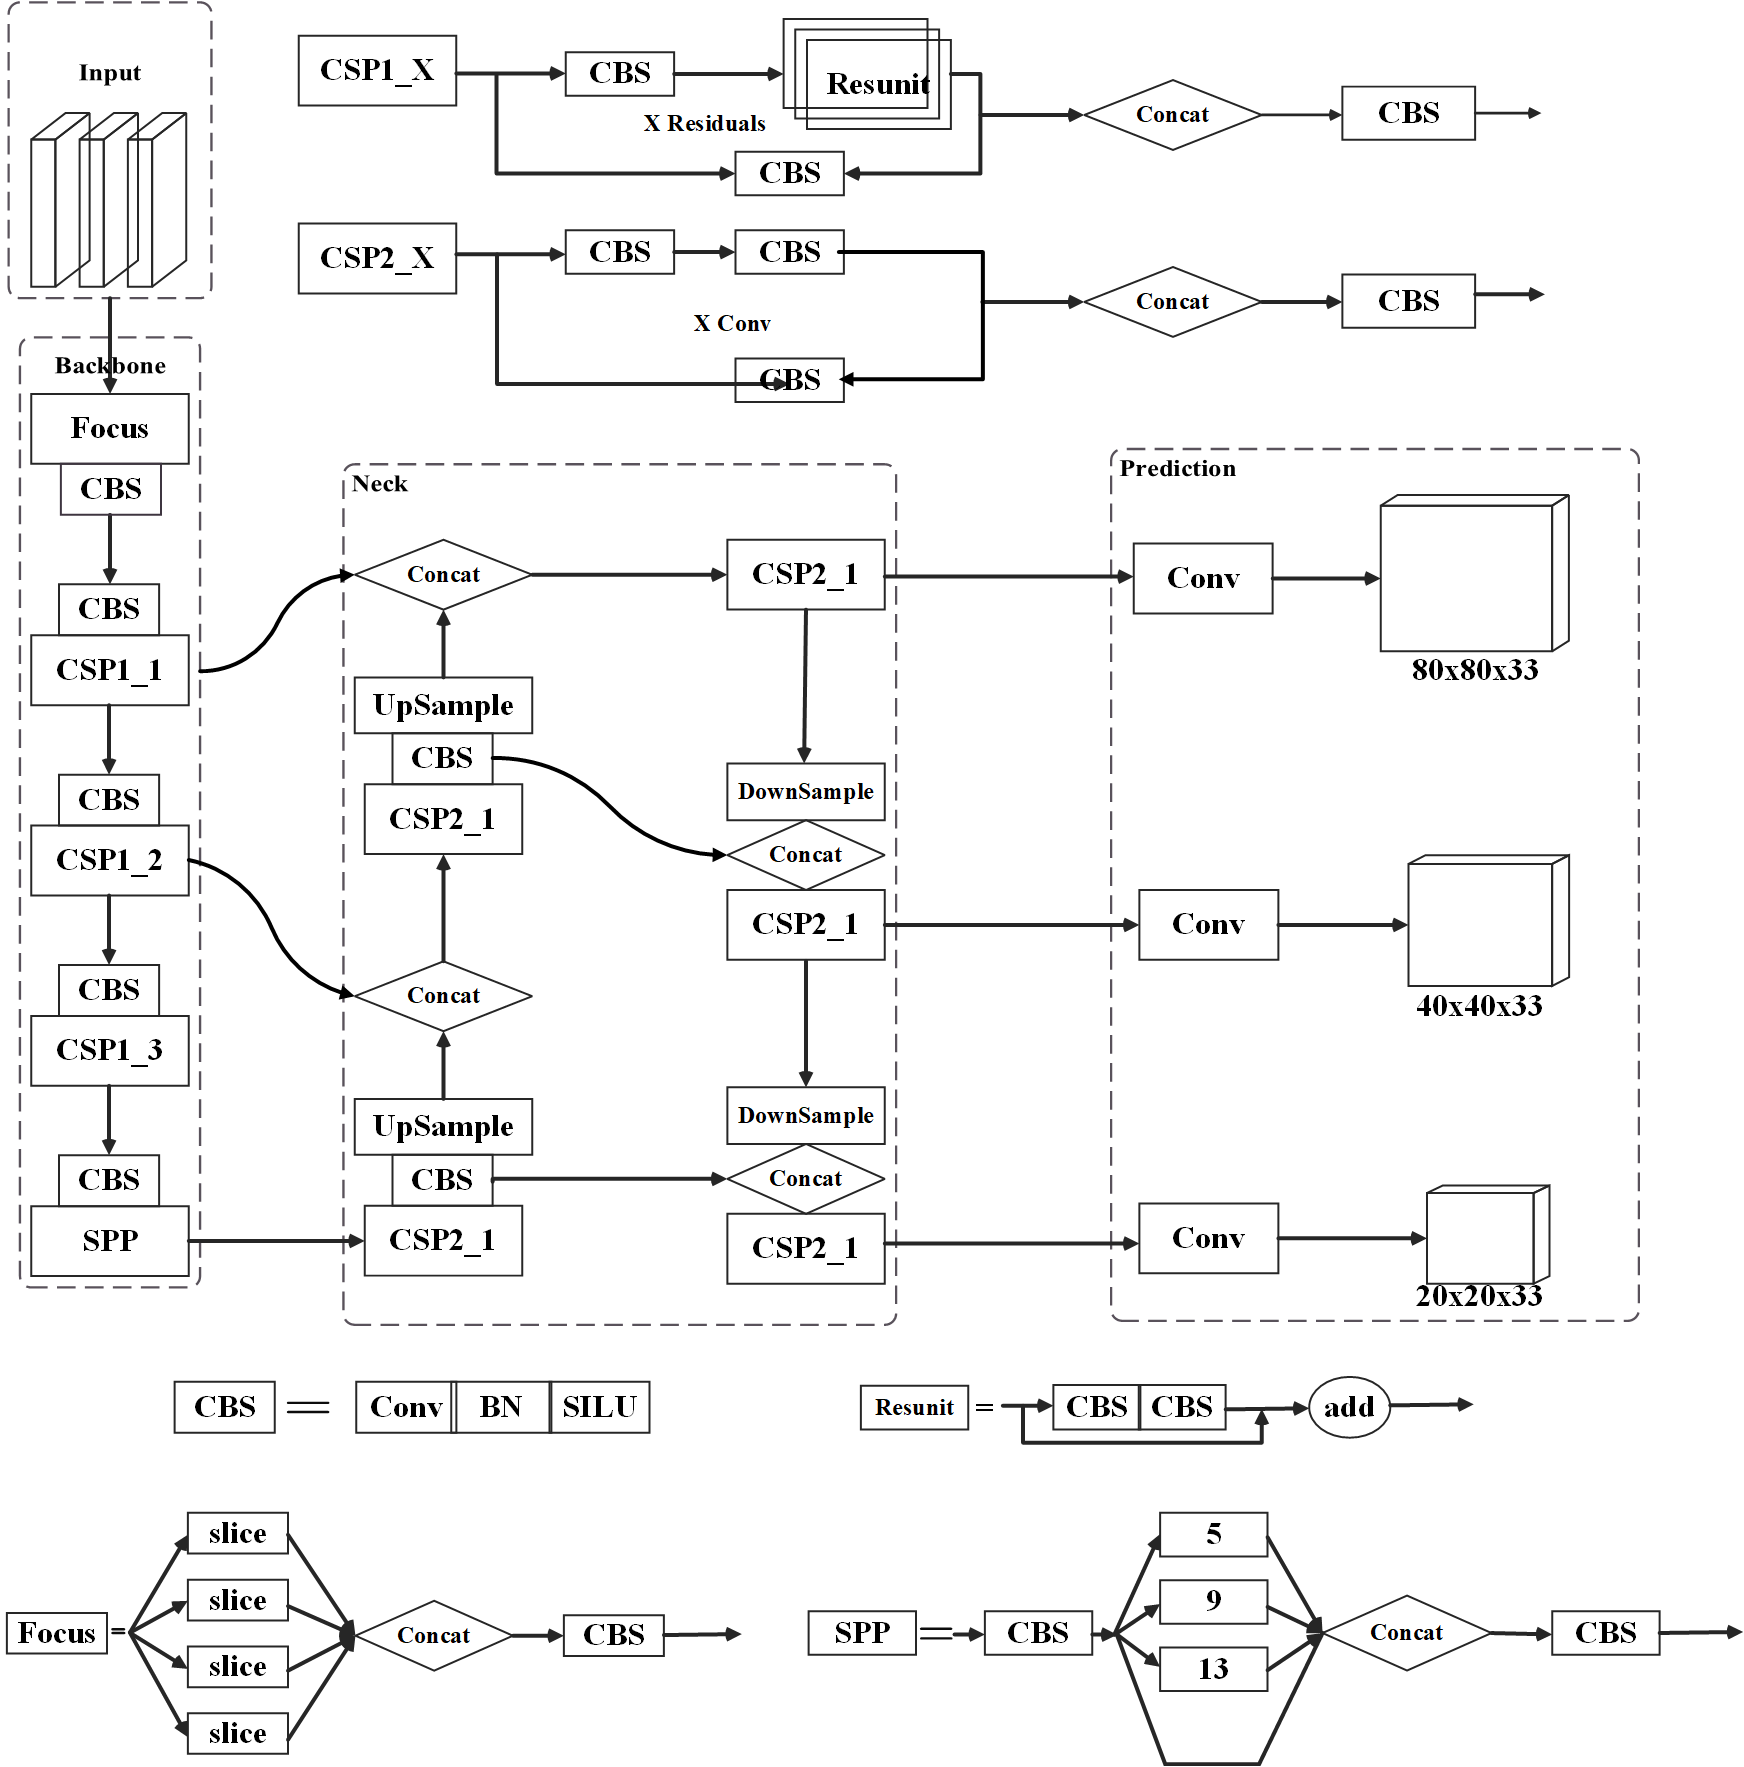 Input
CSP1_X
CBS
Resunit
X Residuals
CBS
Concat
CBS
CSP2_X
CBS
CBS
X Conv
CBS
Concat
CBS
Backbone
Focus
CBS
CBS
CSP1_1
CBS
CSP1_2
CBS
CSP1_3
CBS
SPP
Neck
Concat
UpSample
CBS
CSP2_1
Concat
UpSample
CBS
CSP2_1
CSP2_1
DownSample
Concat
CSP2_1
DownSample
Concat
CSP2_1
Prediction
Conv
80x80x33
Conv
40x40x33
Conv
20x20x33
CBS = Conv BN SILU
Resunit = CBS CBS add
Focus =
slice
slice
slice
slice
Concat
CBS
SPP =
CBS
5
9
13
Concat
CBS